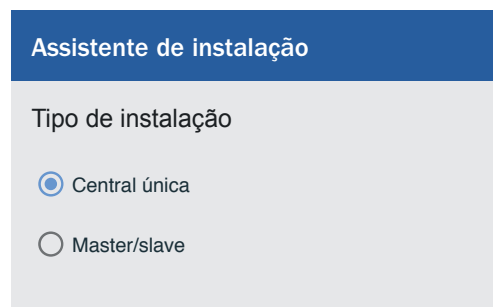 Assistente de instalação
Tipo de instalação
Central única
Master/slave